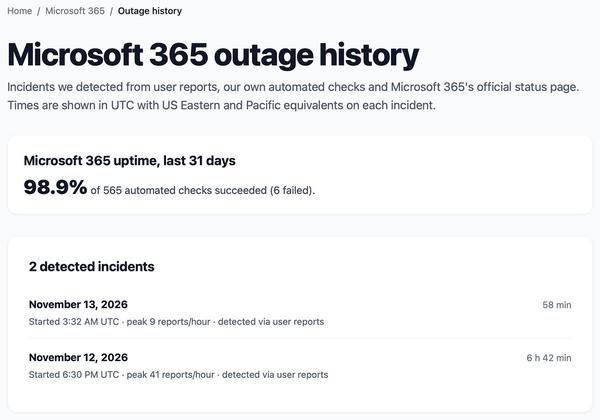 Home / Microsoft 365 / Outage history
Microsoft 365 outage history
Incidents we detected from user reports, our own automated checks and Microsoft 365's official status page.
Times are shown in UTC with US Eastern and Pacific equivalents on each incident.
Microsoft 365 uptime, last 31 days
98.9% of 565 automated checks succeeded (6 failed).
2 detected incidents
November 13, 2026 58 min
Started 3:32 AM UTC · peak 9 reports/hour · detected via user reports
November 12, 2026 6 h 42 min
Started 6:30 PM UTC · peak 41 reports/hour · detected via user reports